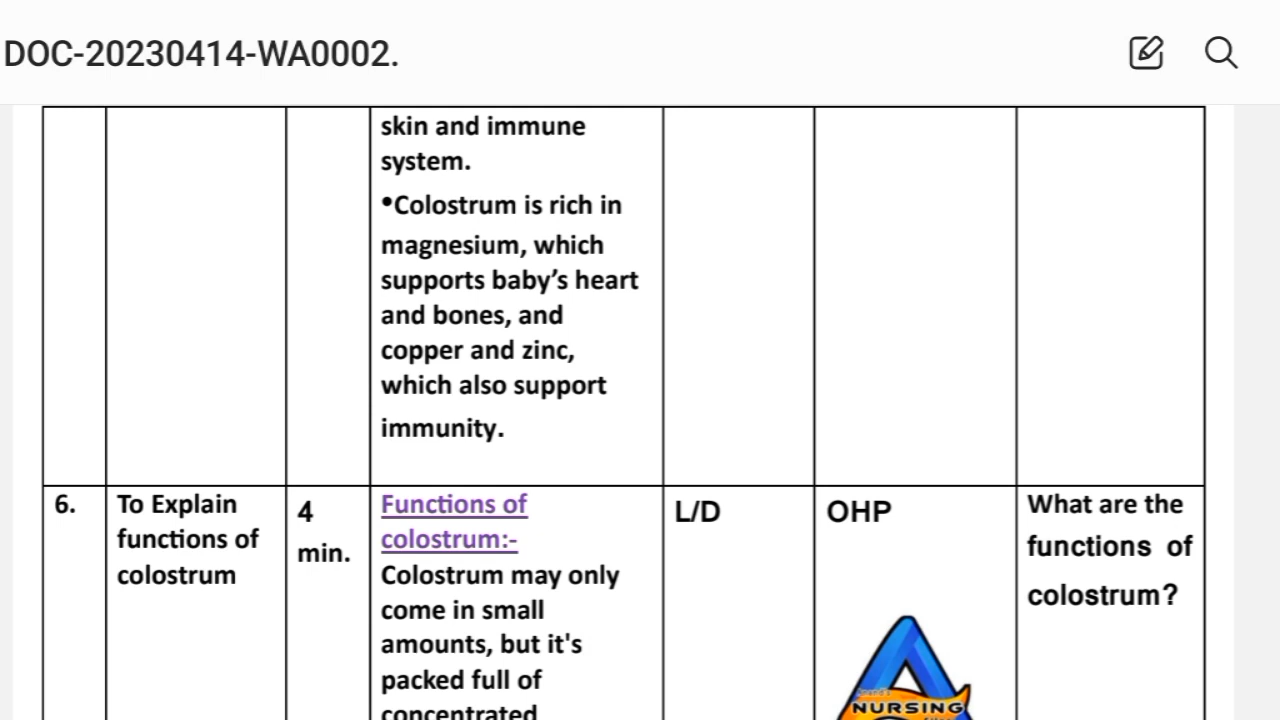 DOC-20230414-WA0002.
skin and immune
system.
•Colostrum is rich in
magnesium, which
supports baby’s heart
and bones, and
copper and zinc,
which also support
immunity.
6.
To Explain
functions of
colostrum
4
min.
Functions of
colostrum:-
Colostrum may only
come in small
amounts, but it's
packed full of
concentrated
L/D
OHP
NURSING
What are the
functions of
colostrum?